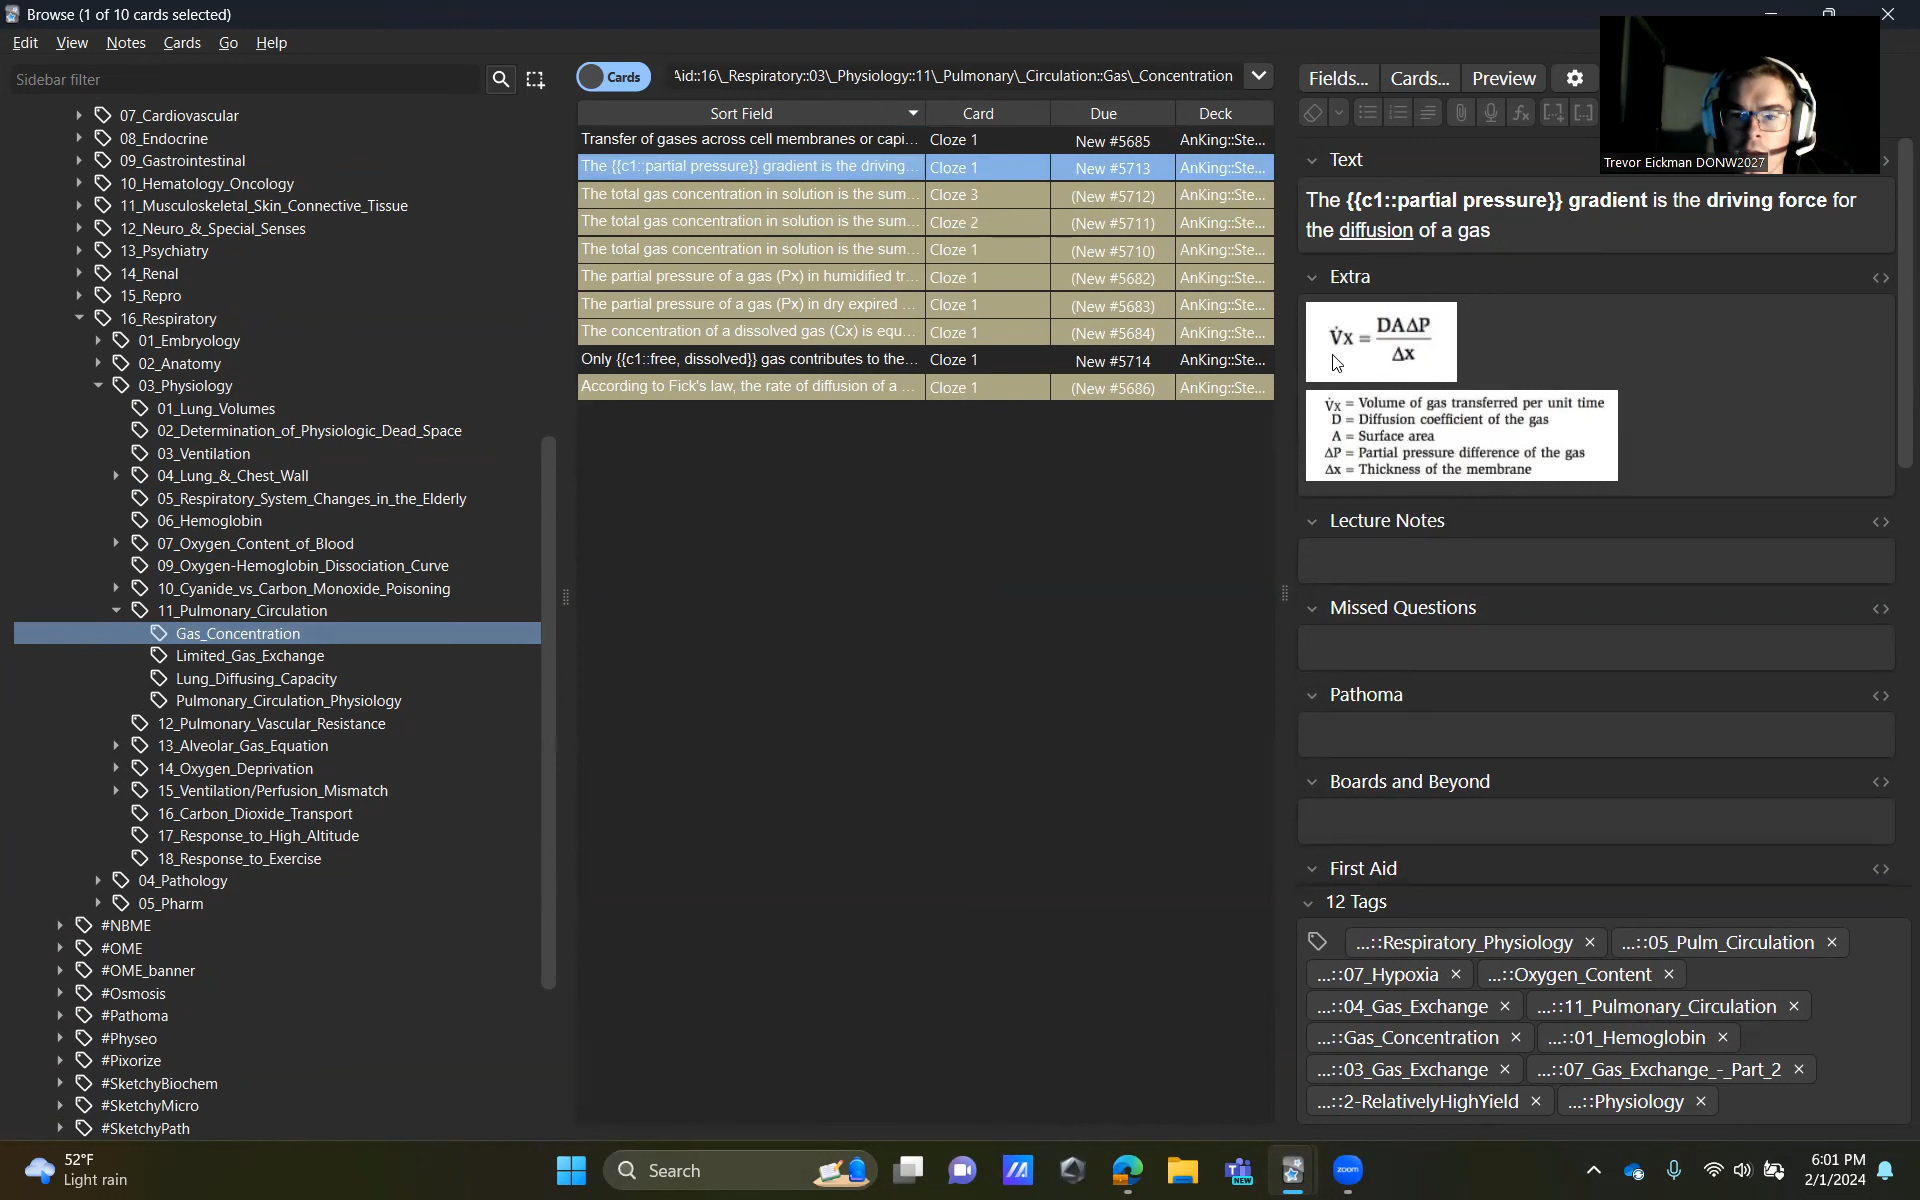 Browse (1 of 10 cards selected)
Edit View Notes Cards Go Help
Sidebar filter
07_Cardiovascular
08_Endocrine
09_Gastrointestinal
10_Hematology_Oncology
11_Musculoskeletal_Skin_Connective_Tissue
12_Neuro_&_Special_Senses
13_Psychiatry
14_Renal
15_Repro
16_Respiratory
01_Embryology
02_Anatomy
03_Physiology
01_Lung_Volumes
02_Determination_of_Physiologic_Dead_Space
03_Ventilation
04_Lung_&_Chest_Wall
05_Respiratory_System_Changes_in_the_Elderly
06_Hemoglobin
07_Oxygen_Content_of_Blood
09_Oxygen-Hemoglobin_Dissociation_Curve
10_Cyanide_vs_Carbon_Monoxide_Poisoning
11_Pulmonary_Circulation
Gas_Concentration
Limited_Gas_Exchange
Lung_Diffusing_Capacity
Pulmonary_Circulation_Physiology
12_Pulmonary_Vascular_Resistance
13_Alveolar_Gas_Equation
14_Oxygen_Deprivation
15_Ventilation/Perfusion_Mismatch
16_Carbon_Dioxide_Transport
17_Response_to_High_Altitude
18_Response_to_Exercise
04_Pathology
05_Pharm
#NBME
#OME
#OME_banner
#Osmosis
#Pathoma
#Physeo
#Pixorize
#SketchyBiochem
#SketchyMicro
#SketchyPath
Cards
Aid::16\_Respiratory::03\_Physiology::11\_Pulmonary\_Circulation::Gas\_Concentration
Sort Field Card Due Deck
Transfer of gases across cell membranes or capi... Cloze 1 New #5685 AnKing::Ste...
The {{c1::partial pressure}} gradient is the driving... Cloze 1 New #5713 AnKing::Ste...
The total gas concentration in solution is the sum... Cloze 3 (New #5712) AnKing::Ste...
The total gas concentration in solution is the sum... Cloze 2 (New #5711) AnKing::Ste...
The total gas concentration in solution is the sum... Cloze 1 (New #5710) AnKing::Ste...
The partial pressure of a gas (Px) in humidified tr... Cloze 1 (New #5682) AnKing::Ste...
The partial pressure of a gas (Px) in dry expired ... Cloze 1 (New #5683) AnKing::Ste...
The concentration of a dissolved gas (Cx) is equ... Cloze 1 (New #5684) AnKing::Ste...
Only {{c1::free, dissolved}} gas contributes to the... Cloze 1 New #5714 AnKing::Ste...
According to Fick's law, the rate of diffusion of a ... Cloze 1 (New #5686) AnKing::Ste...
Fields... Cards... Preview
Trevor Eickman DONW2027
Text
The {{c1::partial pressure}} gradient is the driving force for
the diffusion of a gas
Extra
V̇x = DAΔP / Δx
V̇x = Volume of gas transferred per unit time
D = Diffusion coefficient of the gas
A = Surface area
ΔP = Partial pressure difference of the gas
Δx = Thickness of the membrane
Lecture Notes
Missed Questions
Pathoma
Boards and Beyond
First Aid
12 Tags
...::Respiratory_Physiology × ...::05_Pulm_Circulation ×
...::07_Hypoxia × ...::Oxygen_Content ×
...::04_Gas_Exchange × ...::11_Pulmonary_Circulation ×
...::Gas_Concentration × ...::01_Hemoglobin ×
...::03_Gas_Exchange × ...::07_Gas_Exchange_-_Part_2 ×
...::2-RelativelyHighYield × ...::Physiology ×
52°F
Light rain
Search
NEW
zoom
6:01 PM
2/1/2024